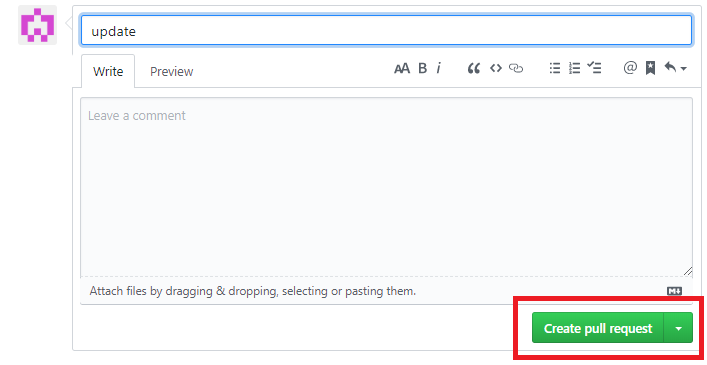 update
Write Preview AA B i “ <> @
Leave a comment
Attach files by dragging & dropping, selecting or pasting them. M↓
Create pull request